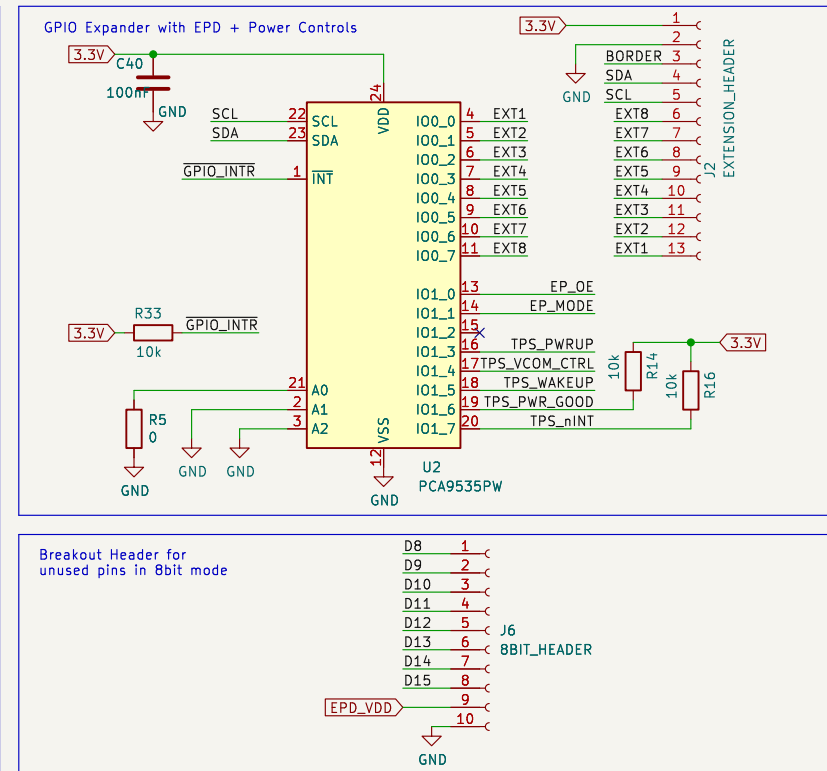 GPIO Expander with EPD + Power Controls
3.3V
C40
100nF
GND
24
VDD
SCL 22 SCL
SDA 23 SDA
GPIO_INTR 1 INT
IO0_0 4 EXT1
IO0_1 5 EXT2
IO0_2 6 EXT3
IO0_3 7 EXT4
IO0_4 8 EXT5
IO0_5 9 EXT6
IO0_6 10 EXT7
IO0_7 11 EXT8
IO1_0 13 EP_OE
IO1_1 14 EP_MODE
IO1_2 15
IO1_3 16 TPS_PWRUP
IO1_4 17 TPS_VCOM_CTRL
IO1_5 18 TPS_WAKEUP
IO1_6 19 TPS_PWR_GOOD
IO1_7 20 TPS_nINT
3.3V
R33
10k
GPIO_INTR
21 A0
2 A1
3 A2
R5
0
GND
GND
GND
VSS
12
GND
U2
PCA9535PW
3.3V
10k
R14
10k
R16
3.3V 1
2
GND
BORDER 3
SDA 4
SCL 5
EXT8 6
EXT7 7
EXT6 8
EXT5 9
EXT4 10
EXT3 11
EXT2 12
EXT1 13
J2
EXTENSION_HEADER
Breakout Header for
unused pins in 8bit mode
D8 1
D9 2
D10 3
D11 4
D12 5
D13 6
D14 7
D15 8
EPD_VDD 9
10
GND
J6
8BIT_HEADER